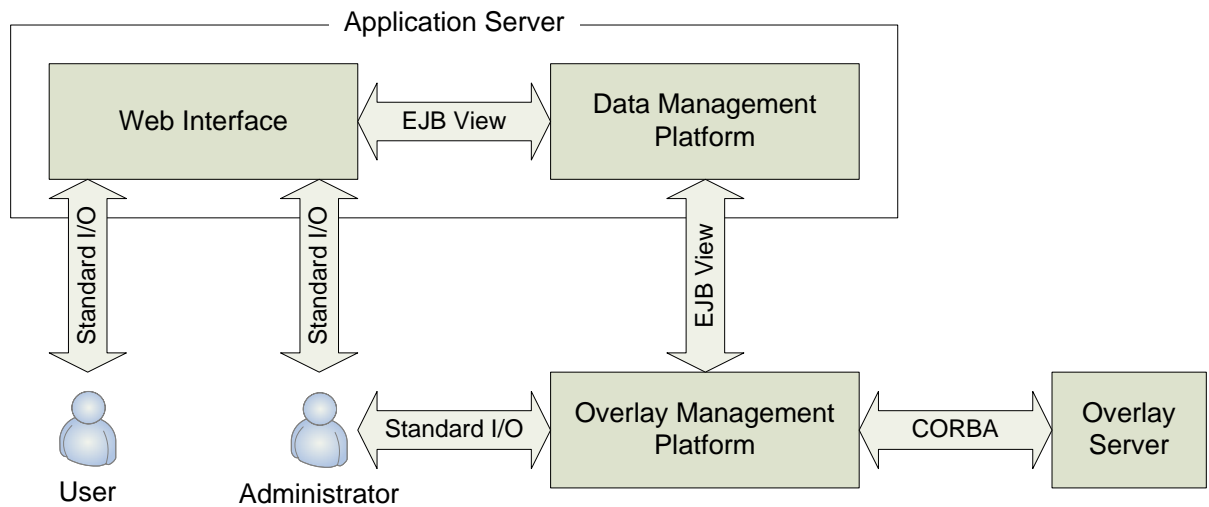 Application Server
Web Interface
EJB View
Data Management
Platform
Standard I/O
Standard I/O
EJB View
User
Administrator
Standard I/O
Overlay Management
Platform
CORBA
Overlay
Server